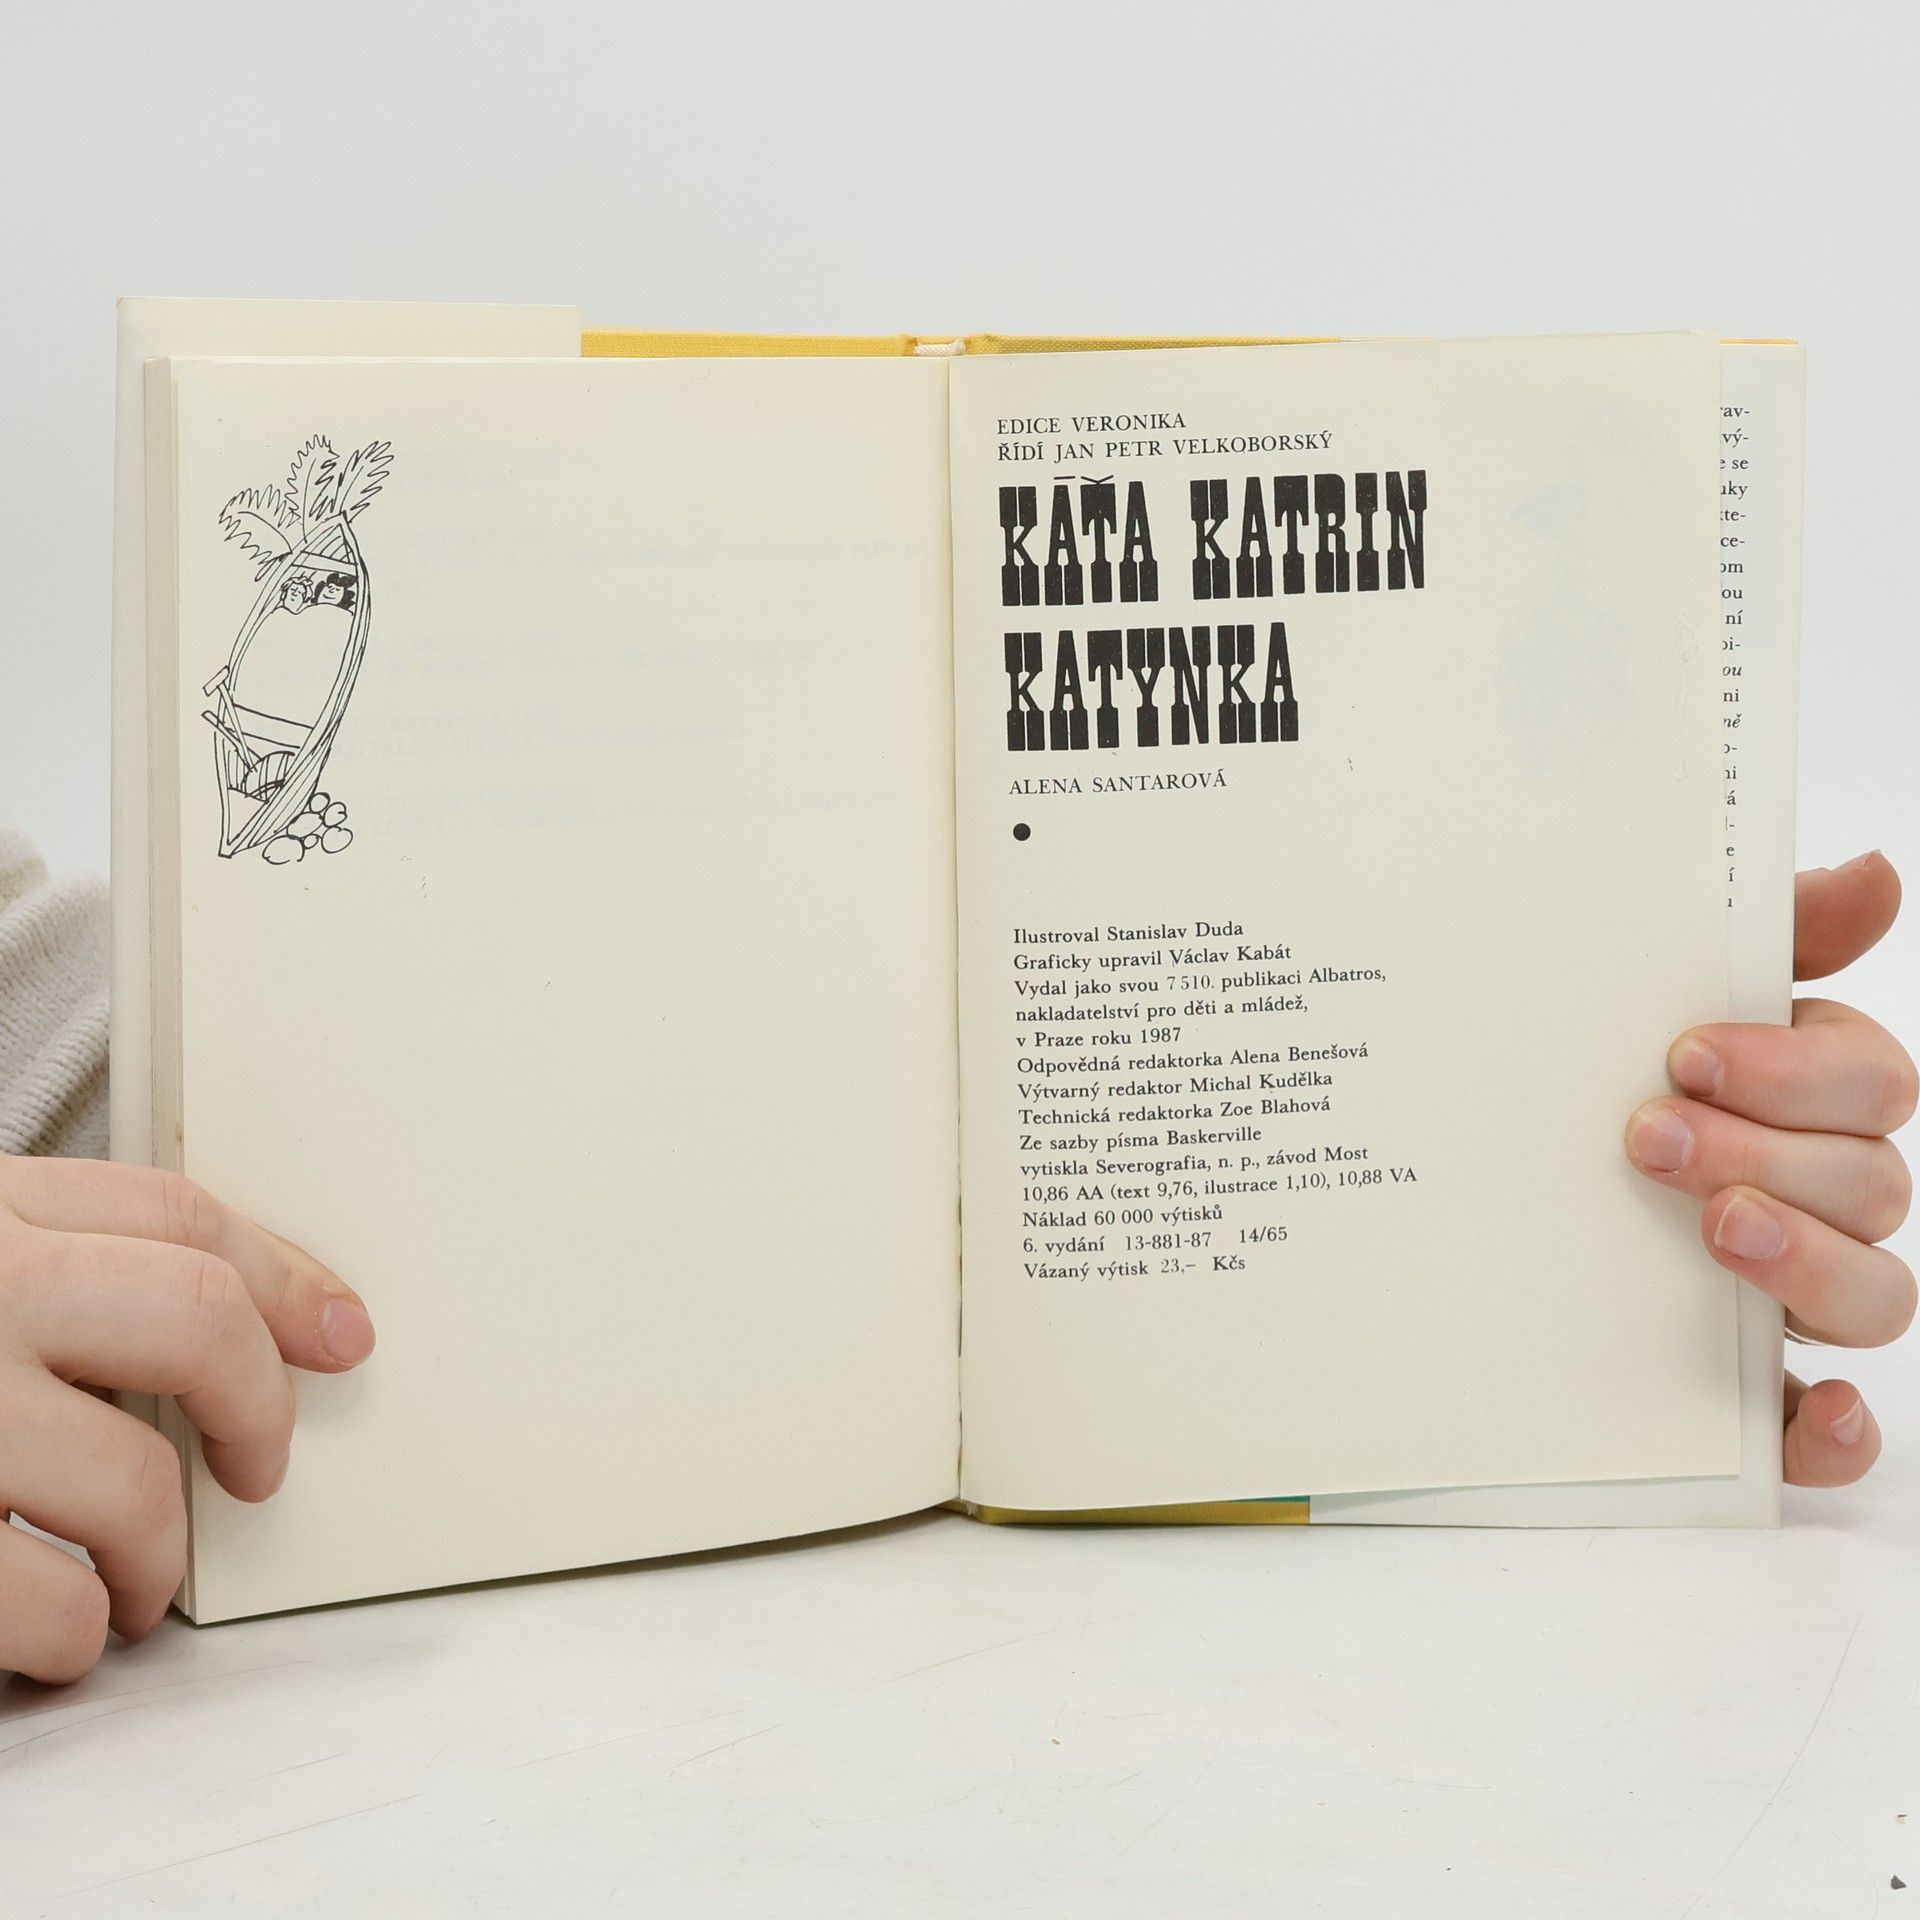 EDICE VERONIKA
ŘÍDÍ JAN PETR VELKOBORSKÝ
KÁŤA KATRIN
KATYNKA
ALENA SANTAROVÁ
●
Ilustroval Stanislav Duda
Graficky upravil Václav Kabát
Vydal jako svou 7 510. publikaci Albatros,
nakladatelství pro děti a mládež,
v Praze roku 1987
Odpovědná redaktorka Alena Benešová
Výtvarný redaktor Michal Kudělka
Technická redaktorka Zoe Blahová
Ze sazby písma Baskerville
vytiskla Severografia, n. p., závod Most
10,86 AA (text 9,76, ilustrace 1,10), 10,88 VA
Náklad 60 000 výtisků
6. vydání 13-881-87 14/65
Vázaný výtisk 23,– Kčs